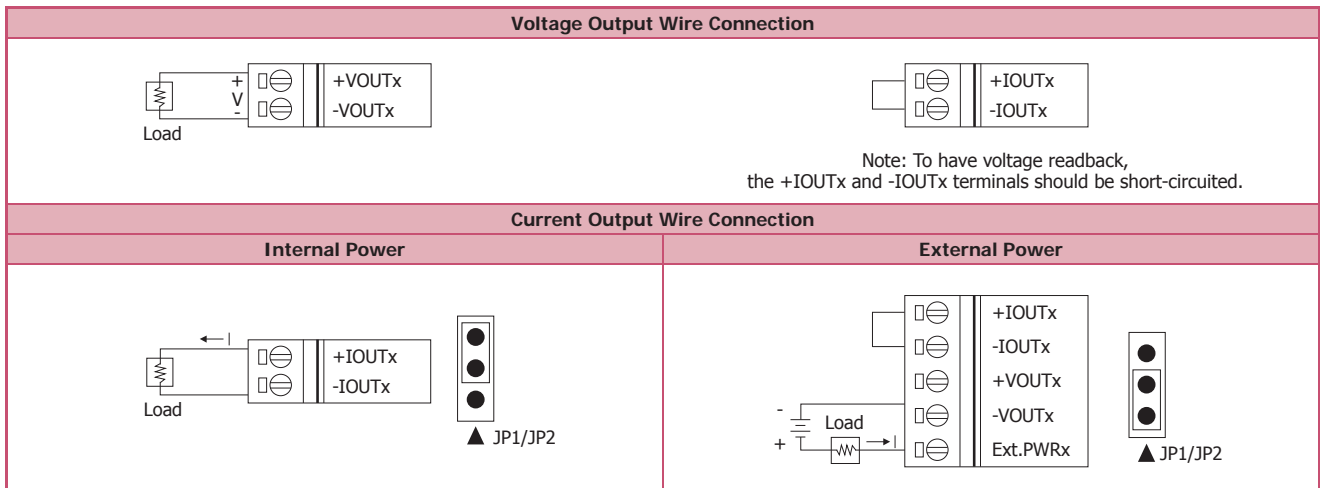 Voltage Output Wire Connection
+
V
-
Load
+VOUTx
-VOUTx
+IOUTx
-IOUTx
Note: To have voltage readback,
the +IOUTx and -IOUTx terminals should be short-circuited.
Current Output Wire Connection
Internal Power
External Power
I
Load
+IOUTx
-IOUTx
JP1/JP2
+IOUTx
-IOUTx
+VOUTx
-VOUTx
Ext.PWRx
-
+
Load
I
JP1/JP2